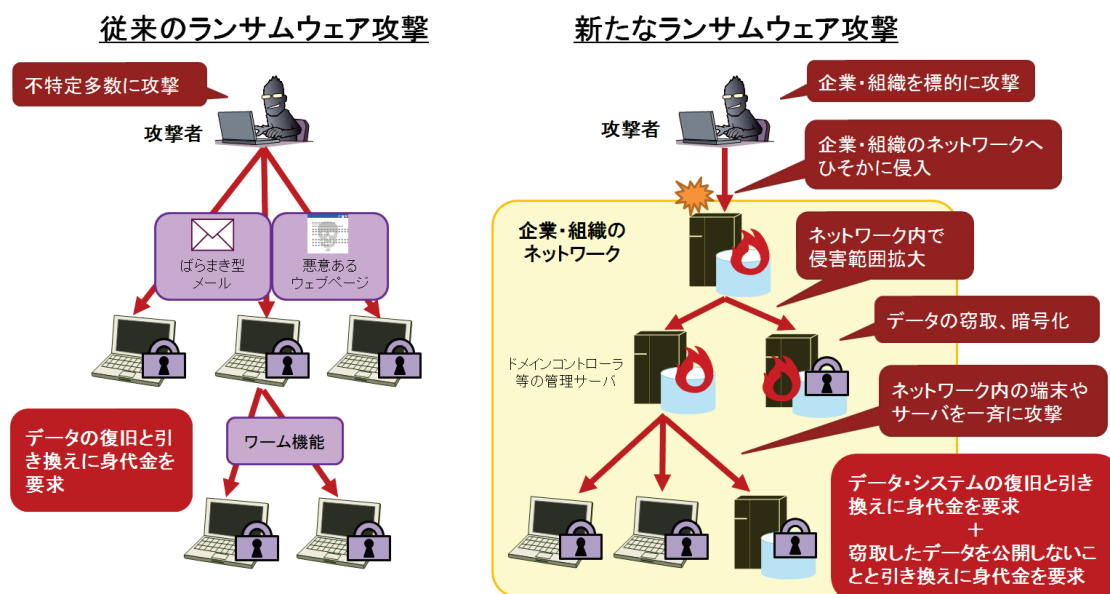 従来のランサムウェア攻撃
不特定多数に攻撃
攻撃者
ばらまき型
メール
悪意ある
ウェブページ
データの復旧と引
き換えに身代金を
要求
ワーム機能
新たなランサムウェア攻撃
企業・組織を標的に攻撃
攻撃者
企業・組織のネットワークへ
ひそかに侵入
企業・組織の
ネットワーク
ネットワーク内で
侵害範囲拡大
データの窃取、暗号化
ドメインコントローラ
等の管理サーバ
ネットワーク内の端末や
サーバを一斉に攻撃
データ・システムの復旧と引き
換えに身代金を要求
+
窃取したデータを公開しないこ
とと引き換えに身代金を要求